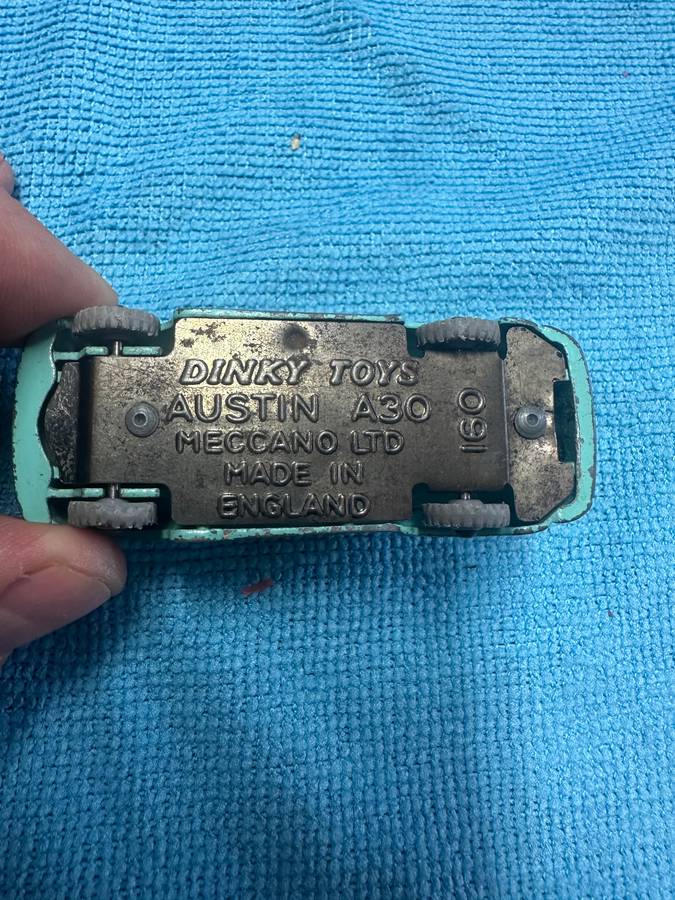 DINKY TOYS
AUSTIN A30
MECCANO LTD
MADE IN
ENGLAND
160